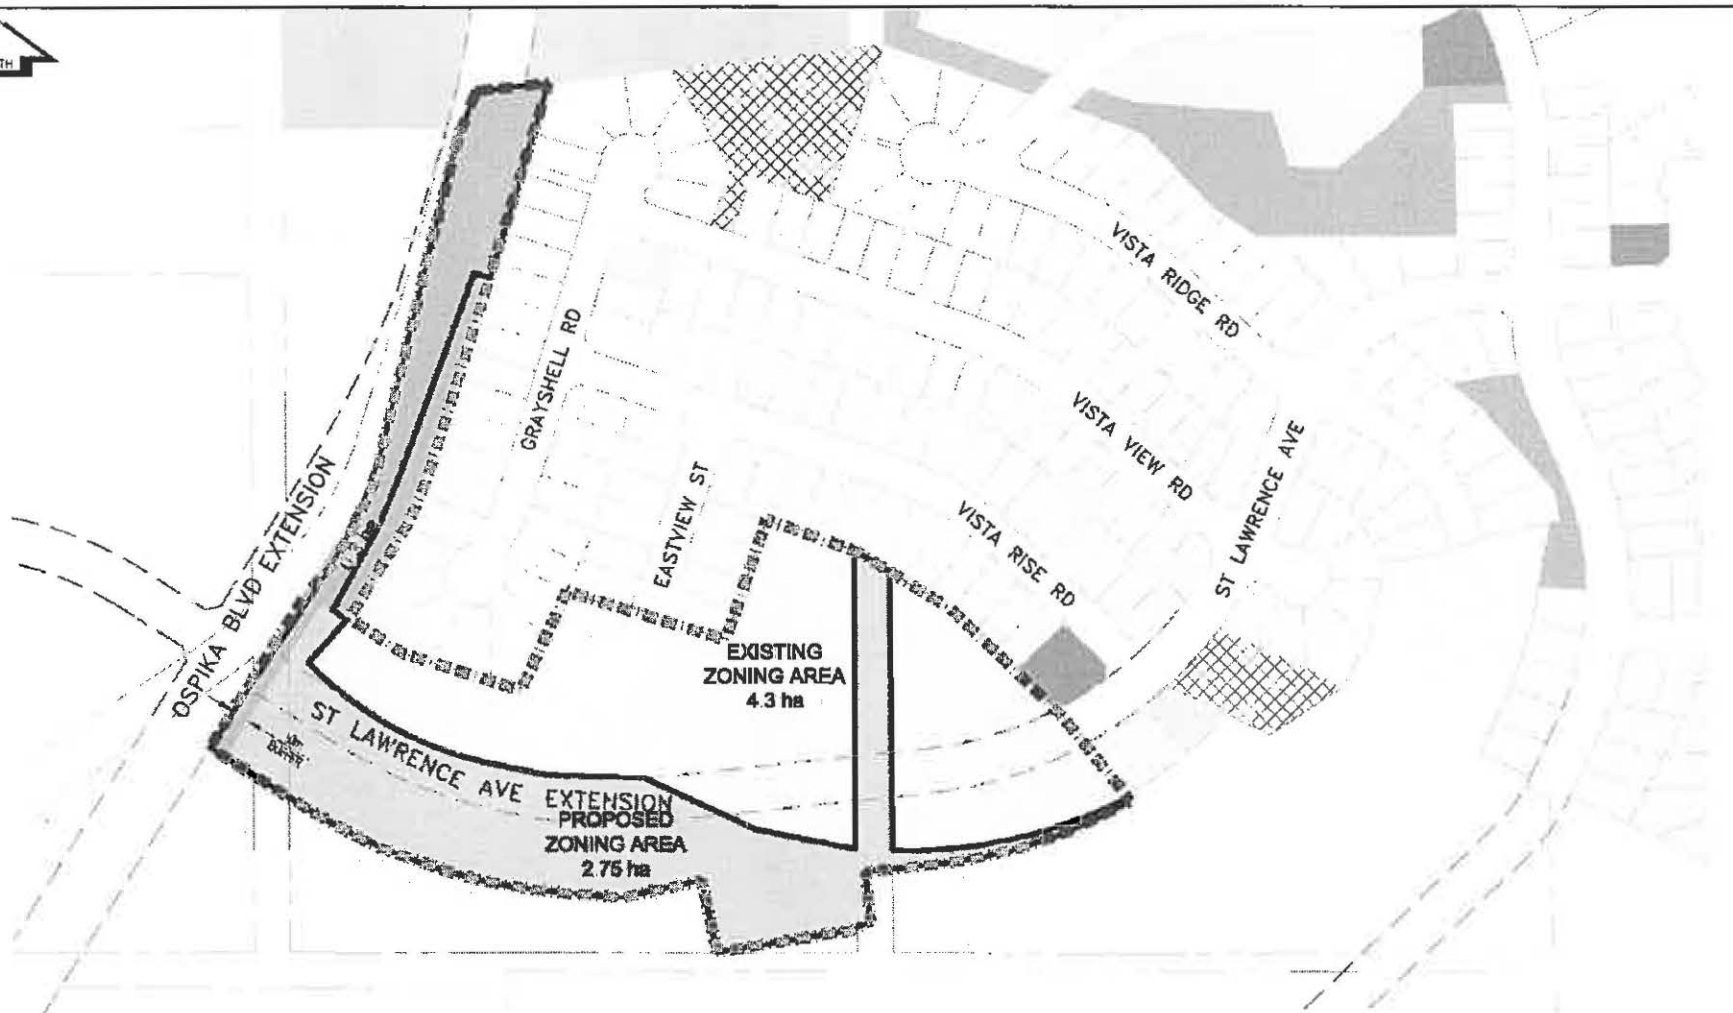 TH
VISTA RIDGE RD
GRAYSHELL RD
VISTA VIEW RD
ST LAWRENCE AVE
EASTVIEW ST
VISTA RISE RD
OSPIKA BLVD EXTENSION
EXISTING
ZONING AREA
4.3 ha
ST LAWRENCE AVE EXTENSION
PROPOSED
ZONING AREA
2.75 ha